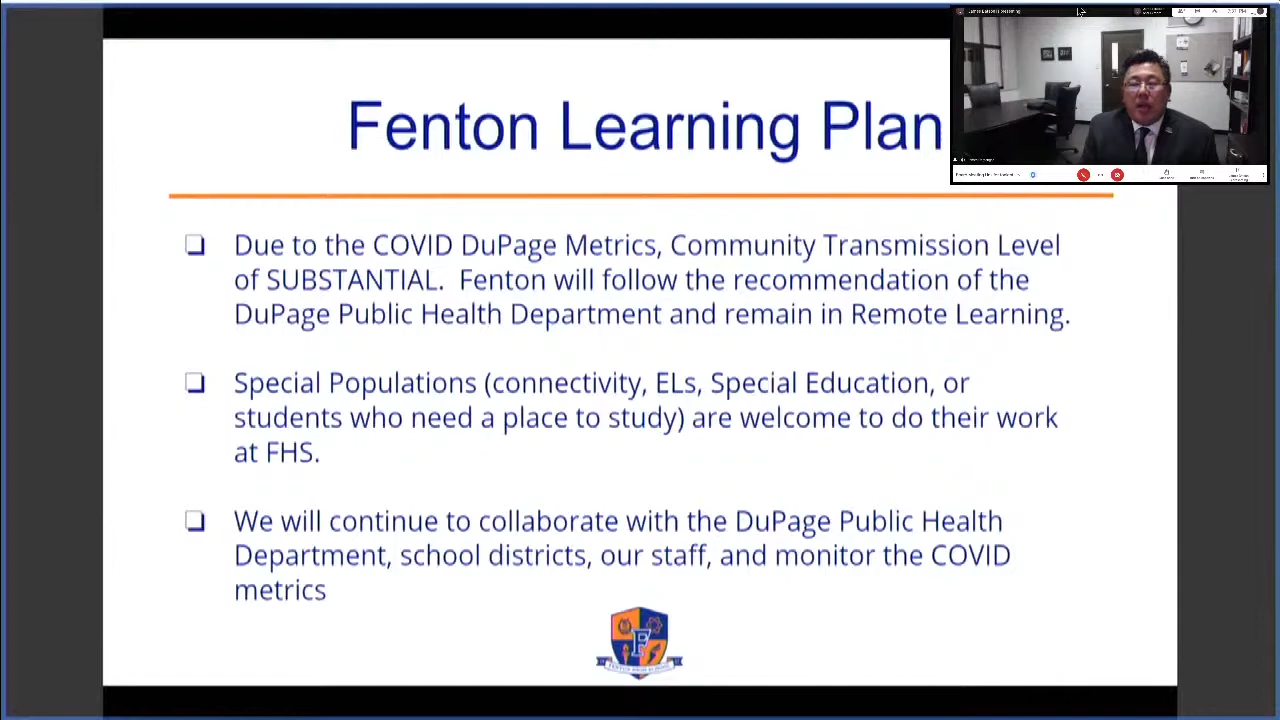 Fenton Learning Plan
Due to the COVID DuPage Metrics, Community Transmission Level
of SUBSTANTIAL. Fenton will follow the recommendation of the
DuPage Public Health Department and remain in Remote Learning.
Special Populations (connectivity, ELs, Special Education, or
students who need a place to study) are welcome to do their work
at FHS.
We will continue to collaborate with the DuPage Public Health
Department, school districts, our staff, and monitor the COVID
metrics
F